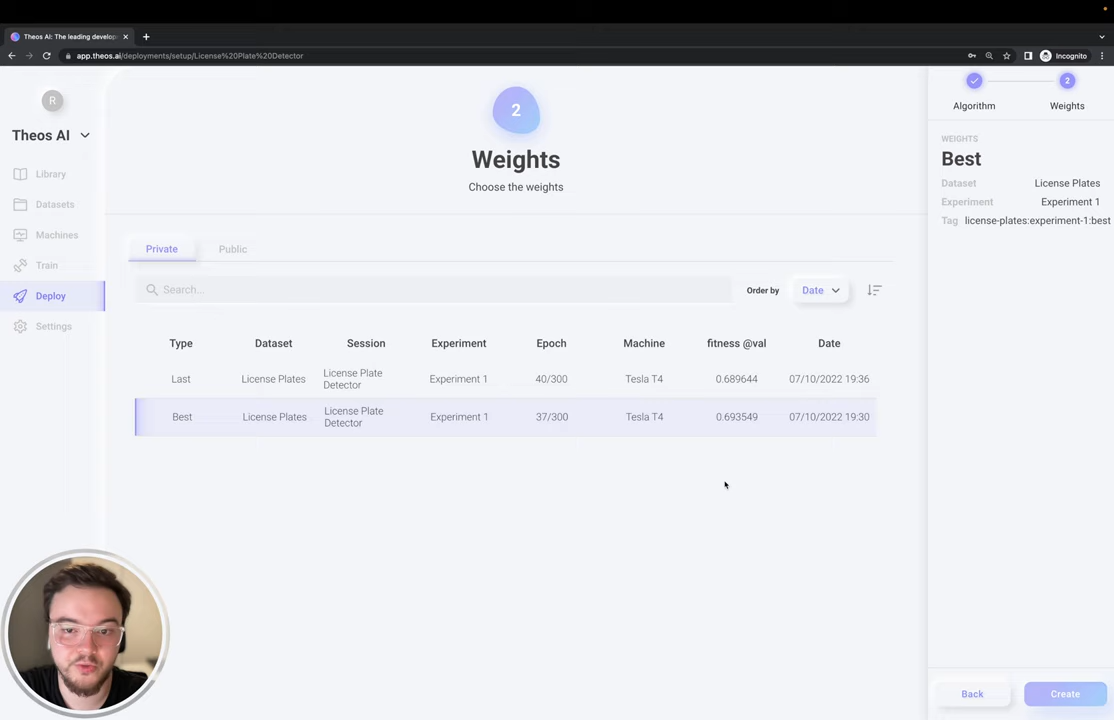 Theos AI: The leading develop
app.theos.ai/deployments/setup/License%20Plate%20Detector
Incognito
R
Theos AI
Library
Datasets
Machines
Train
Deploy
Settings
2
Weights
Choose the weights
Private
Public
Search...
Order by
Date
Type Dataset Session Experiment Epoch Machine fitness @val Date
Last License Plates License Plate Detector Experiment 1 40/300 Tesla T4 0.689644 07/10/2022 19:36
Best License Plates License Plate Detector Experiment 1 37/300 Tesla T4 0.693549 07/10/2022 19:30
2
Algorithm Weights
WEIGHTS
Best
Dataset License Plates
Experiment Experiment 1
Tag license-plates:experiment-1:best
Back
Create